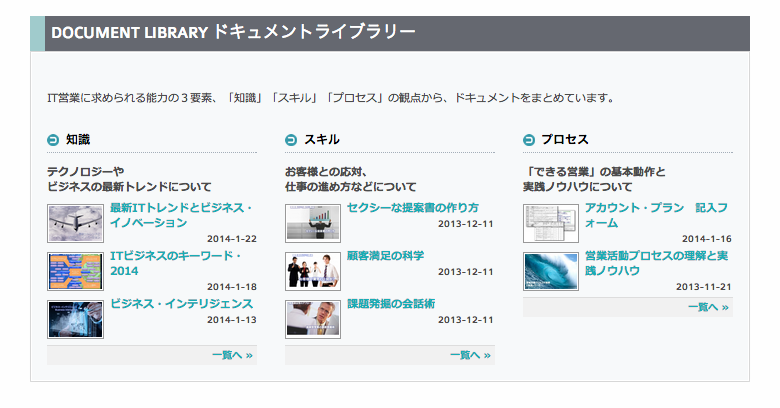 DOCUMENT LIBRARY ドキュメントライブラリー
IT営業に求められる能力の３要素、「知識」「スキル」「プロセス」の観点から、ドキュメントをまとめています。
知識
テクノロジーや
ビジネスの最新トレンドについて
最新ITトレンドとビジネス・
イノベーション
2014-1-22
ITビジネスのキーワード・
2014
2014-1-18
ビジネス・インテリジェンス
2014-1-13
一覧へ »
スキル
お客様との応対、
仕事の進め方などについて
セクシーな提案書の作り方
2013-12-11
顧客満足の科学
2013-12-11
課題発掘の会話術
2013-12-11
一覧へ »
プロセス
「できる営業」の基本動作と
実践ノウハウについて
アカウント・プラン　記入フ
ォーム
2014-1-16
営業活動プロセスの理解と実
践ノウハウ
2013-11-21
一覧へ »